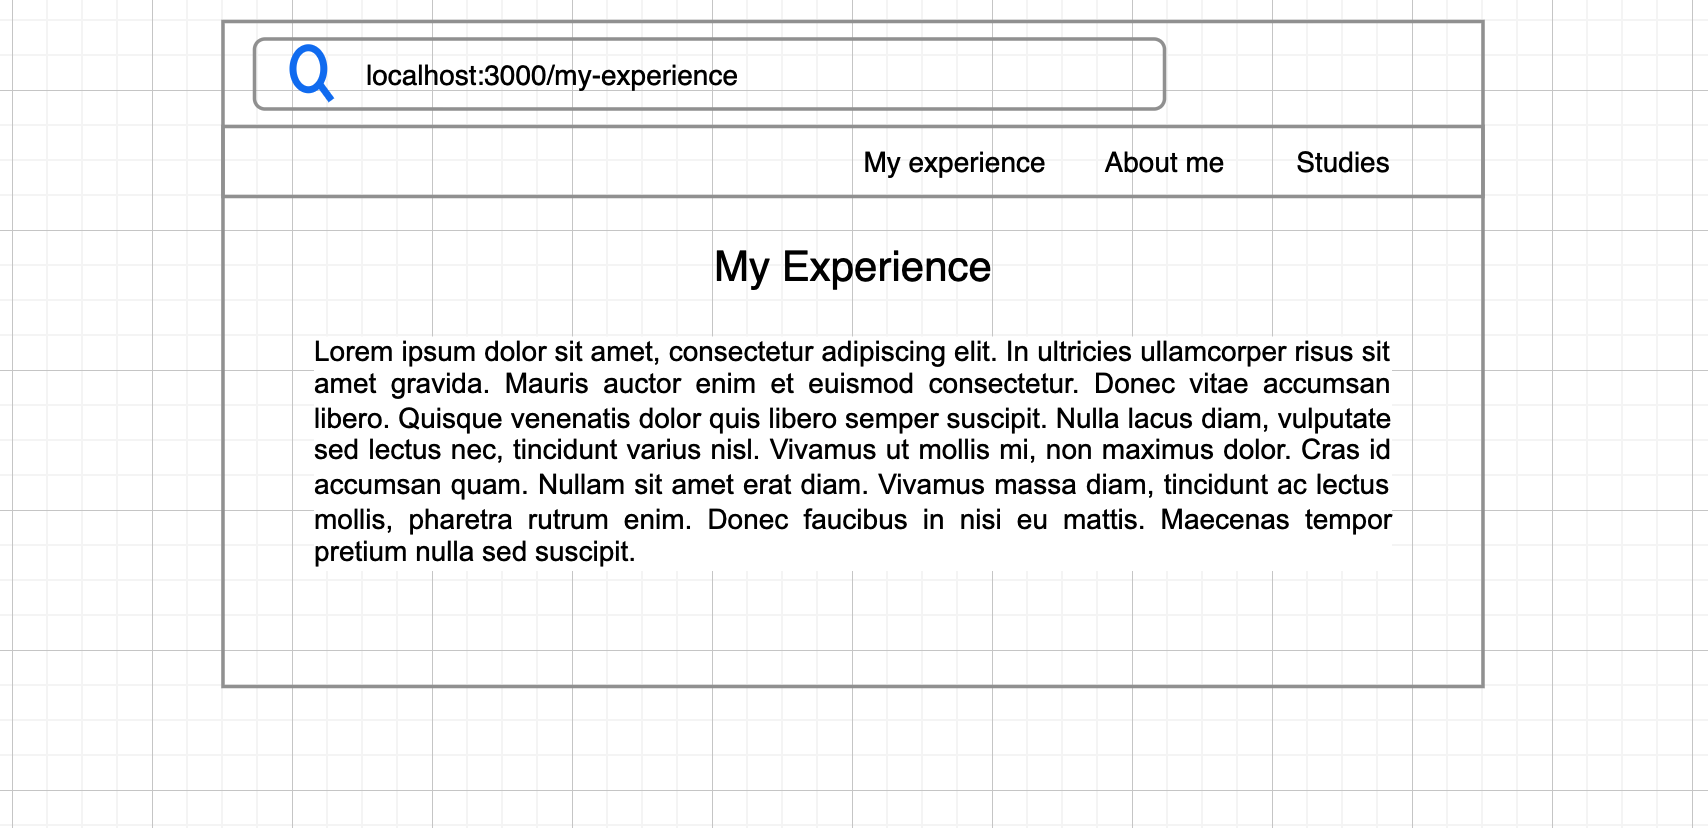 localhost:3000/my-experience
My experience About me Studies
My Experience
Lorem ipsum dolor sit amet, consectetur adipiscing elit. In ultricies ullamcorper risus sit
amet gravida. Mauris auctor enim et euismod consectetur. Donec vitae accumsan
libero. Quisque venenatis dolor quis libero semper suscipit. Nulla lacus diam, vulputate
sed lectus nec, tincidunt varius nisl. Vivamus ut mollis mi, non maximus dolor. Cras id
accumsan quam. Nullam sit amet erat diam. Vivamus massa diam, tincidunt ac lectus
mollis, pharetra rutrum enim. Donec faucibus in nisi eu mattis. Maecenas tempor
pretium nulla sed suscipit.